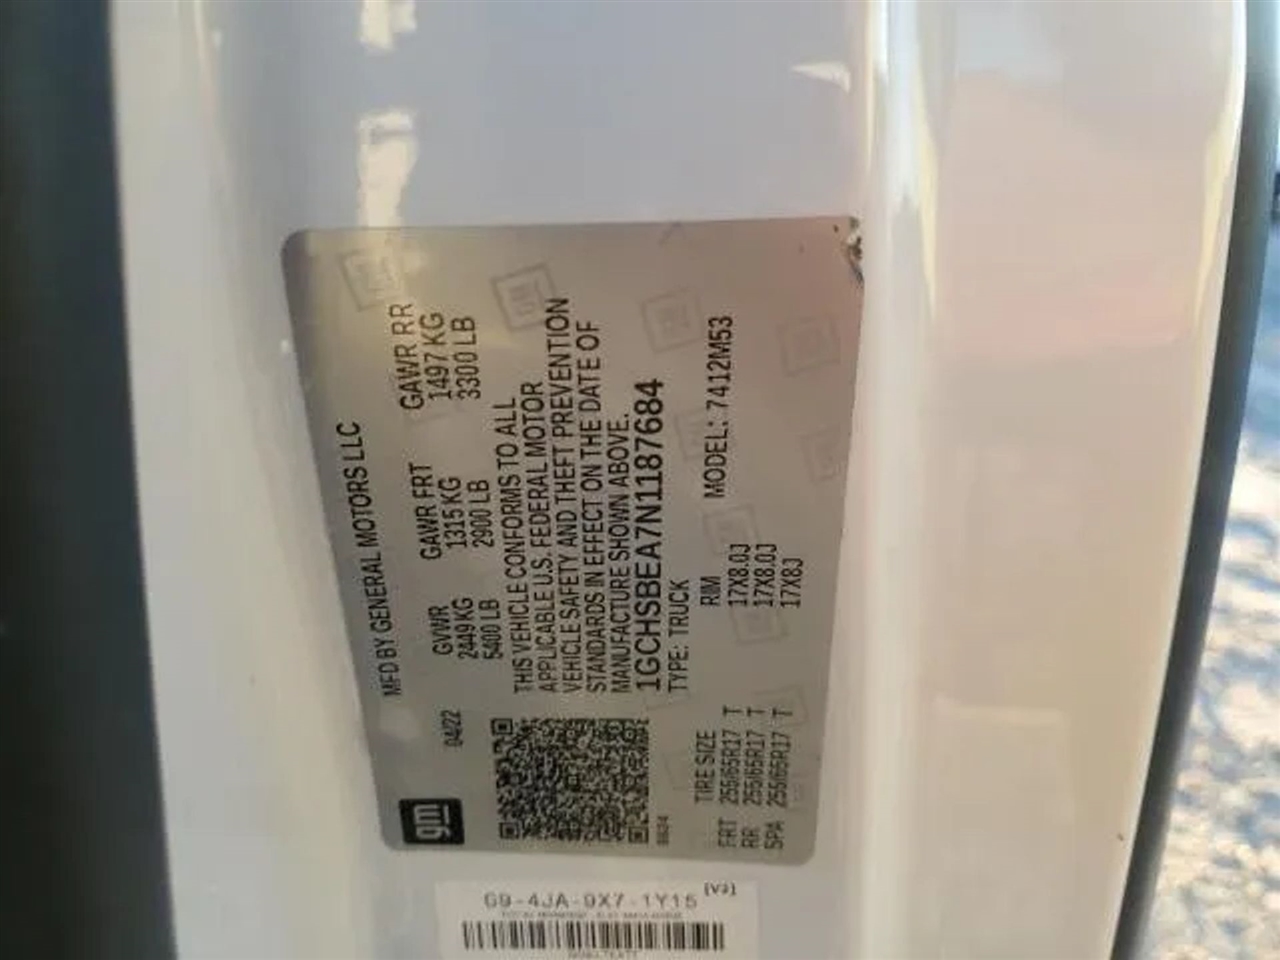 MFD BY GENERAL MOTORS LLC
04/22 GVWR GAWR FRT GAWR RR
2449 KG 1315 KG 1497 KG
5400 LB 2900 LB 3300 LB
THIS VEHICLE CONFORMS TO ALL
APPLICABLE U.S. FEDERAL MOTOR
VEHICLE SAFETY AND THEFT PREVENTION
STANDARDS IN EFFECT ON THE DATE OF
MANUFACTURE SHOWN ABOVE.
1GCHSBEA7N1187684
TYPE: TRUCK
MODEL: 7412M53
TIRE SIZE RIM
FRT 255/65R17 T 17X8.0J
RR 255/65R17 T 17X8.0J
SPA 255/65R17 T 17X8J
gm
G9-4JA-9X7-1Y15 [V3]